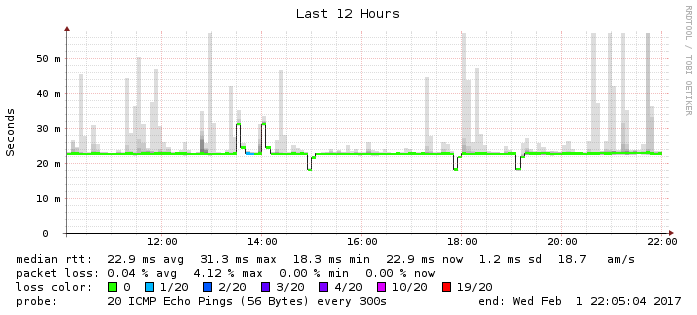 Last 12 Hours
RRDTOOL / TOBI OETIKER
Seconds
50 m
40 m
30 m
20 m
10 m
0
12:00 14:00 16:00 18:00 20:00 22:00
median rtt: 22.9 ms avg 31.3 ms max 18.3 ms min 22.9 ms now 1.2 ms sd 18.7 am/s
packet loss: 0.04 % avg 4.12 % max 0.00 % min 0.00 % now
loss color: 0 1/20 2/20 3/20 4/20 10/20 19/20
probe: 20 ICMP Echo Pings (56 Bytes) every 300s end: Wed Feb 1 22:05:04 2017